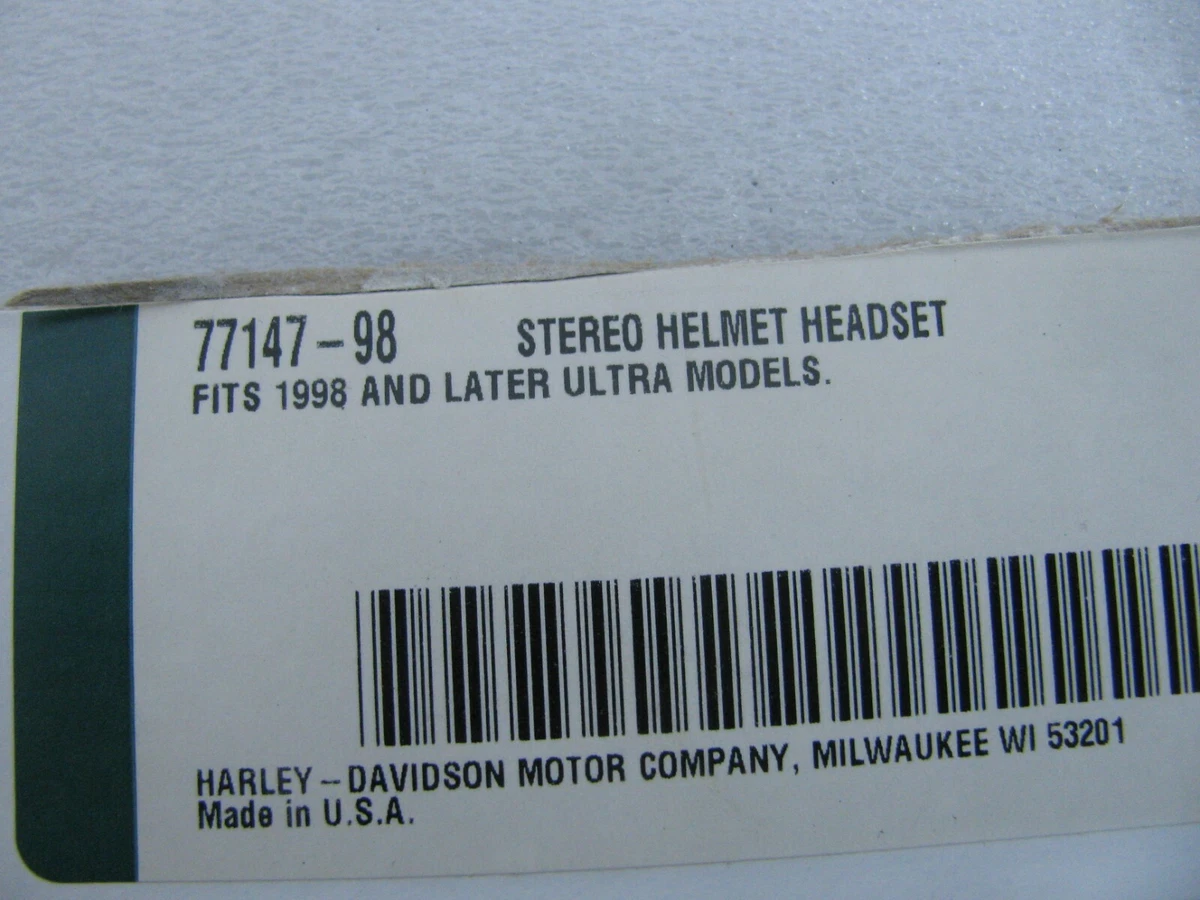 77147-98 STEREO HELMET HEADSET
FITS 1998 AND LATER ULTRA MODELS.
HARLEY-DAVIDSON MOTOR COMPANY, MILWAUKEE WI 53201
Made in U.S.A.